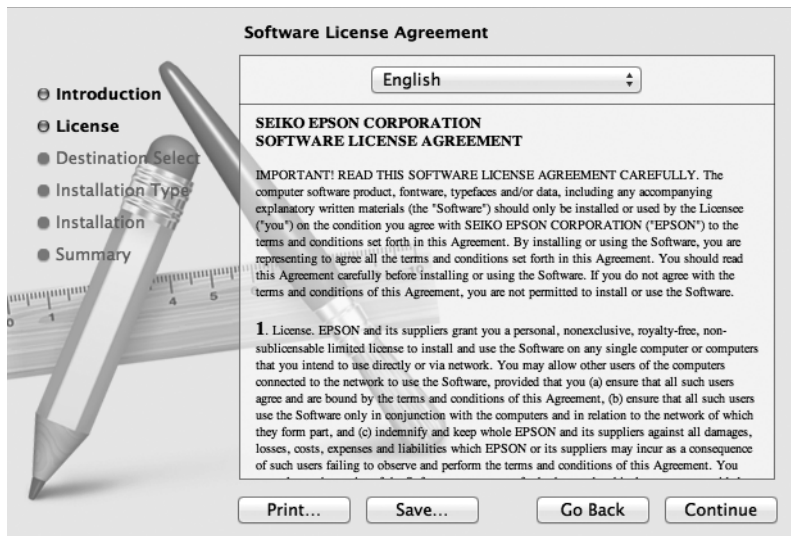 Software License Agreement
Introduction
License
Destination Select
Installation Type
Installation
Summary
0 1 4 5 10
English
SEIKO EPSON CORPORATION
SOFTWARE LICENSE AGREEMENT
IMPORTANT! READ THIS SOFTWARE LICENSE AGREEMENT CAREFULLY. The
computer software product, fontware, typefaces and/or data, including any accompanying
explanatory written materials (the "Software") should only be installed or used by the Licensee
("you") on the condition you agree with SEIKO EPSON CORPORATION ("EPSON") to the
terms and conditions set forth in this Agreement. By installing or using the Software, you are
representing to agree all the terms and conditions set forth in this Agreement. You should read
this Agreement carefully before installing or using the Software. If you do not agree with the
terms and conditions of this Agreement, you are not permitted to install or use the Software.
1. License. EPSON and its suppliers grant you a personal, nonexclusive, royalty-free, non-
sublicensable limited license to install and use the Software on any single computer or computers
that you intend to use directly or via network. You may allow other users of the computers
connected to the network to use the Software, provided that you (a) ensure that all such users
agree and are bound by the terms and conditions of this Agreement, (b) ensure that all such users
use the Software only in conjunction with the computers and in relation to the network of which
they form part, and (c) indemnify and keep whole EPSON and its suppliers against all damages,
losses, costs, expenses and liabilities which EPSON or its suppliers may incur as a consequence
of such users failing to observe and perform the terms and conditions of this Agreement. You
Print... Save... Go Back Continue